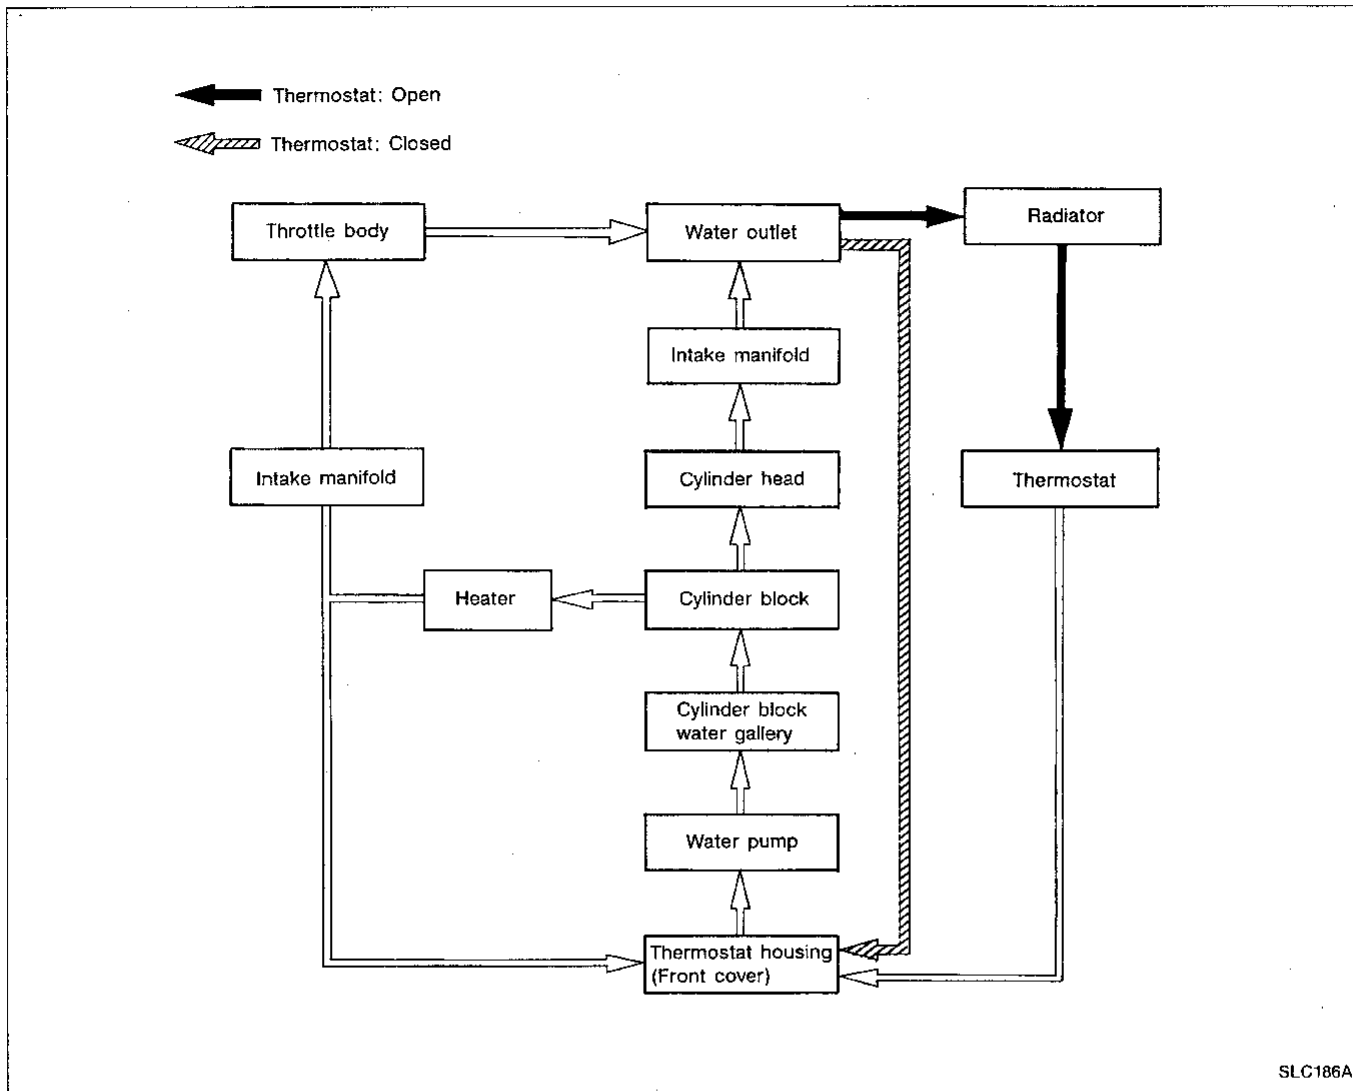 Thermostat: Open
Thermostat: Closed
Throttle body
Water outlet
Radiator
Intake manifold
Intake manifold
Cylinder head
Thermostat
Heater
Cylinder block
Cylinder block
water gallery
Water pump
Thermostat housing
(Front cover)
SLC186A